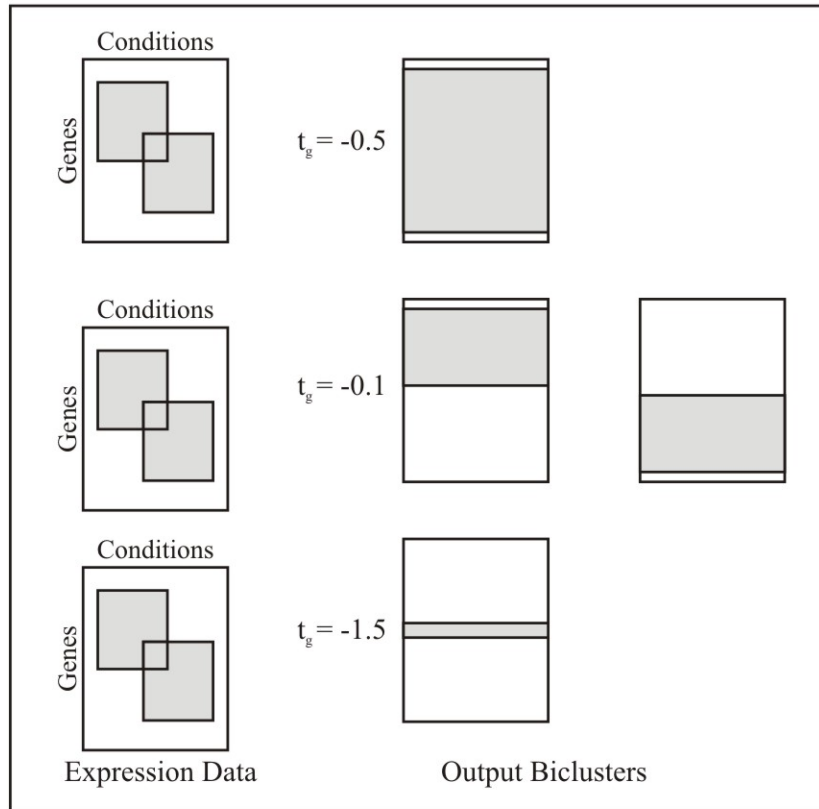 Conditions
Genes
t_g = -0.5
Conditions
Genes
t_g = -0.1
Conditions
Genes
t_g = -1.5
Expression Data
Output Biclusters